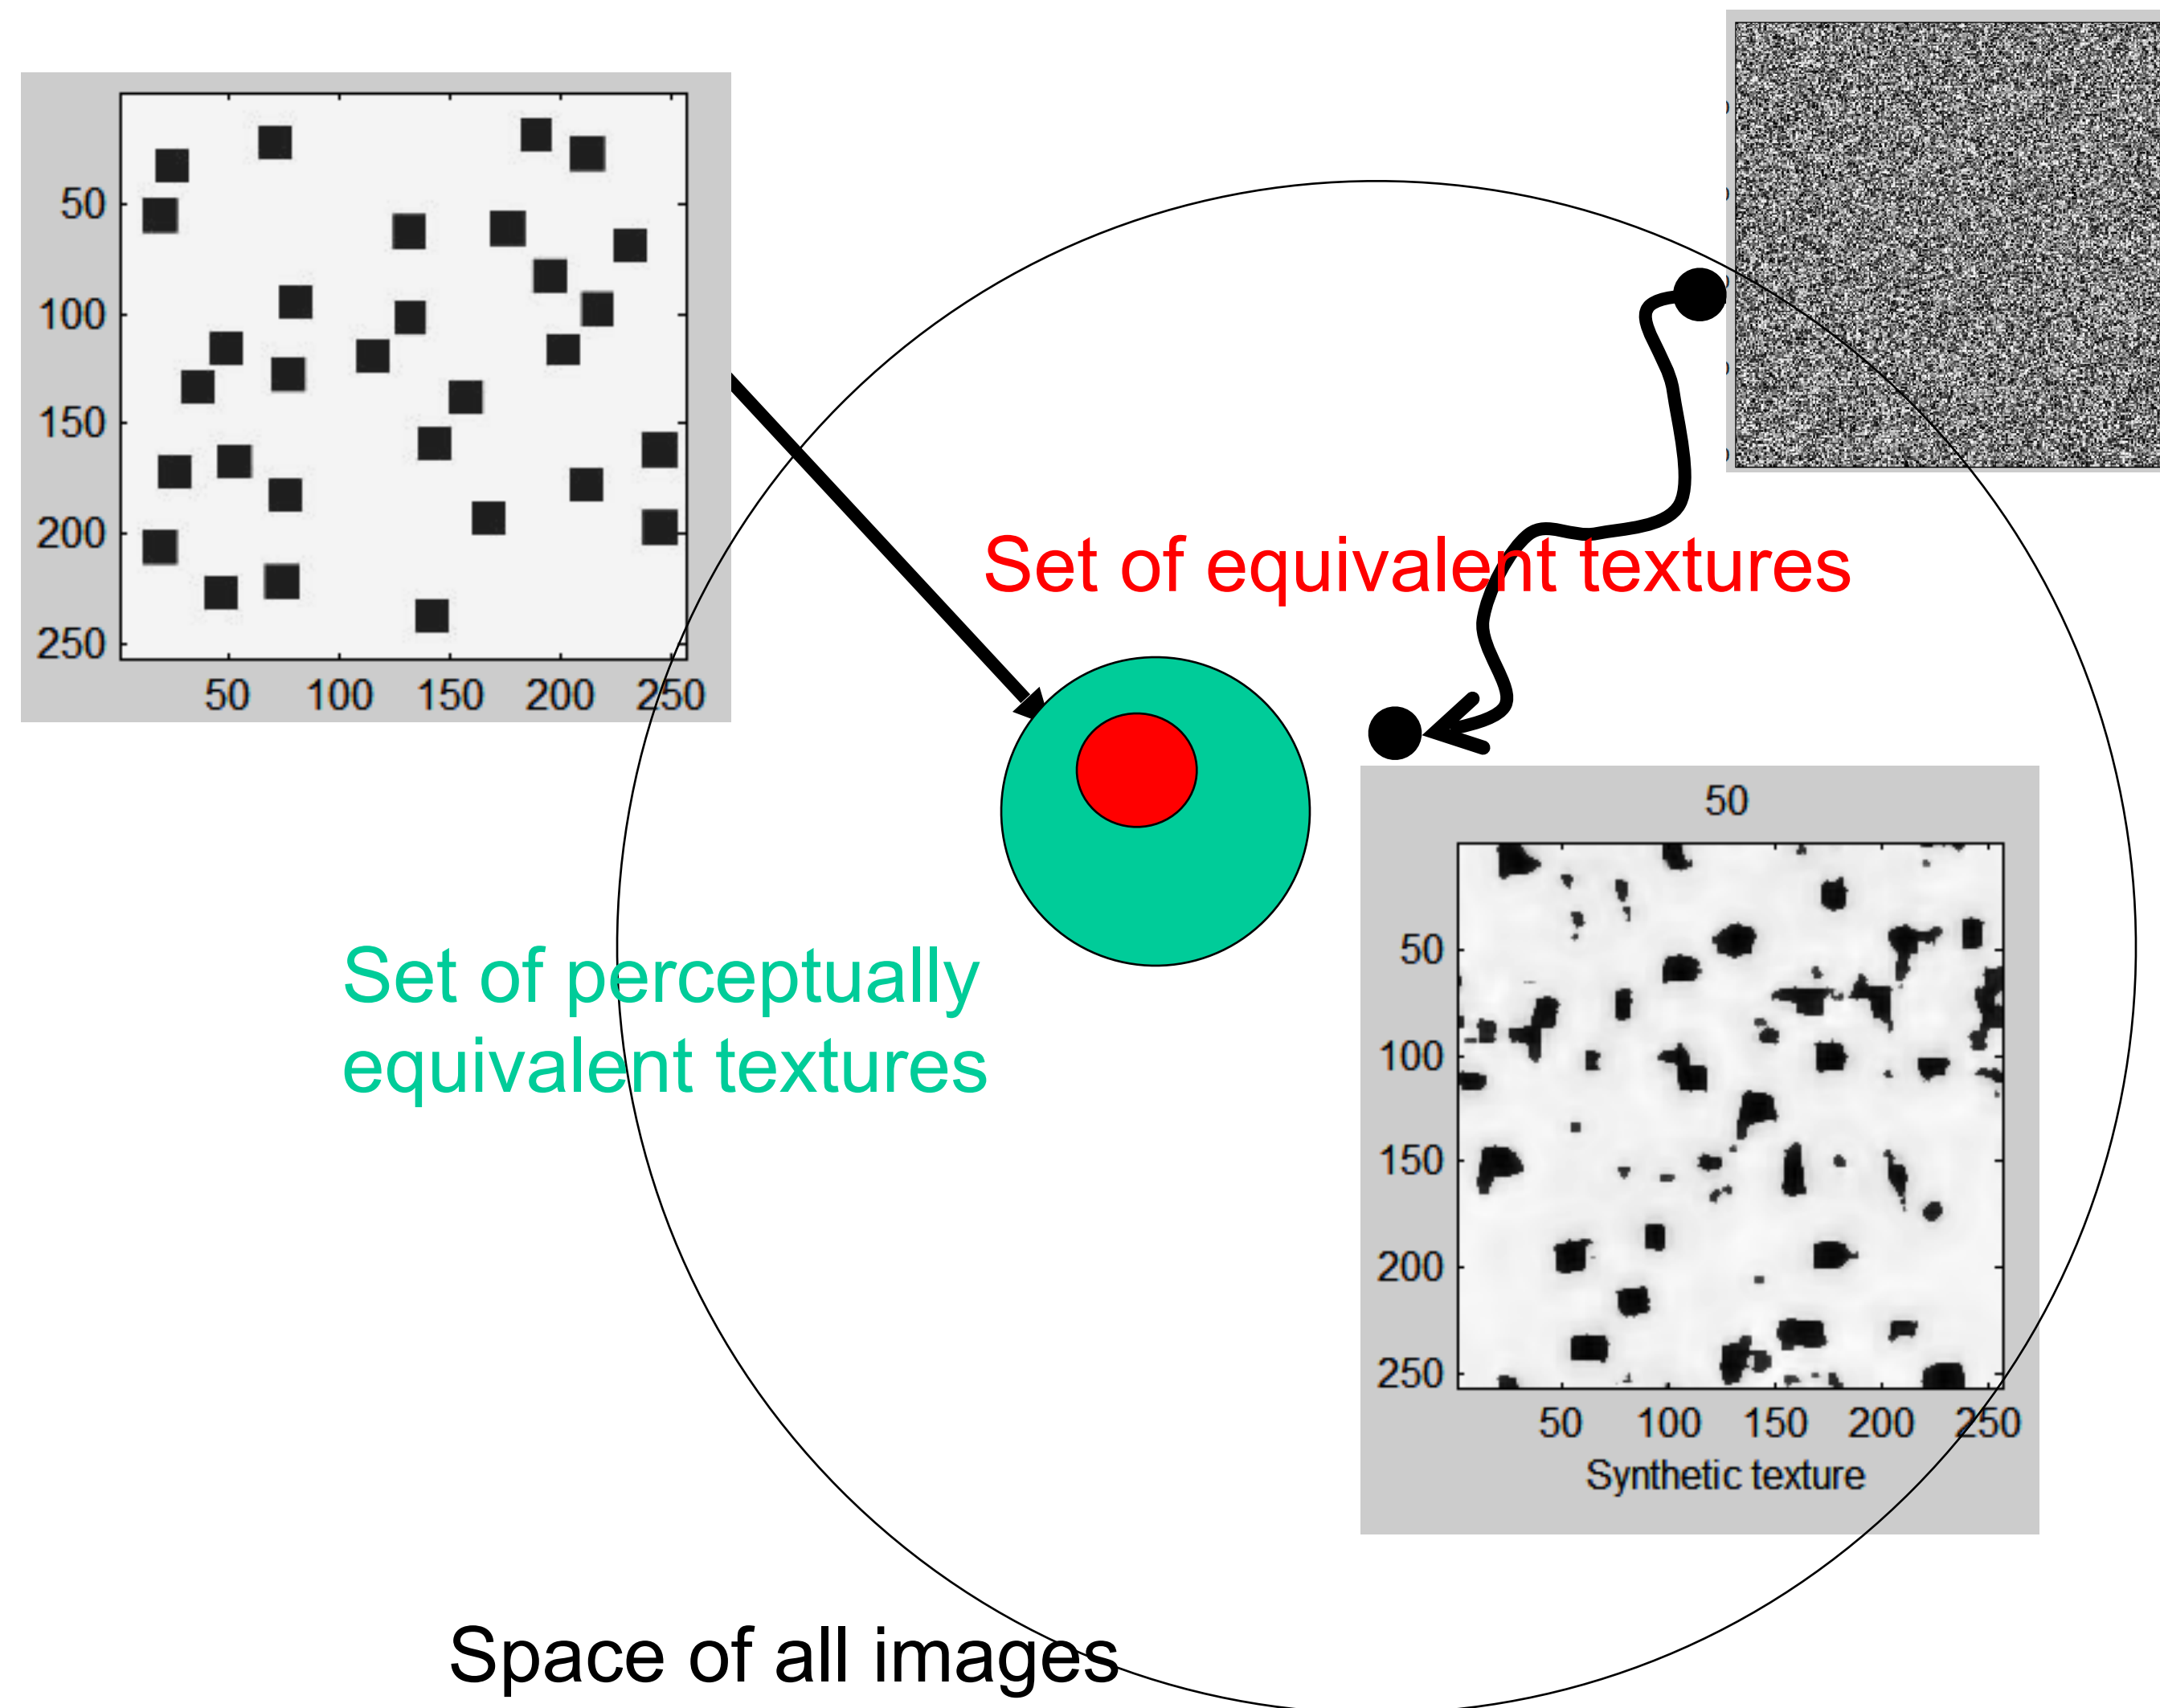 50
100
150
200
250
50 100 150 200 250
Set of equivalent textures
Set of perceptually
equivalent textures
50
50
100
150
200
250
50 100 150 200 250
Synthetic texture
Space of all images